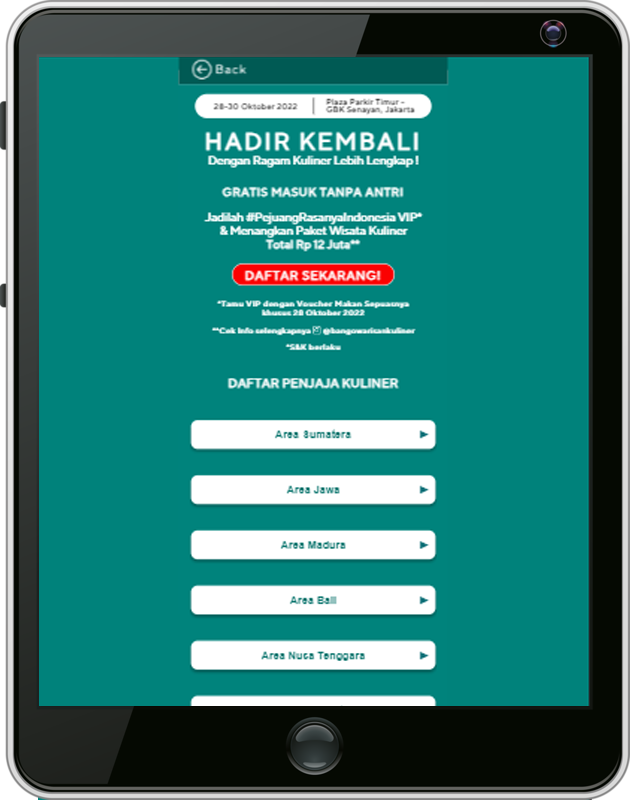 Back
28-30 Oktober 2022
Plaza Parkir Timur -
GBK Senayan, Jakarta
HADIR KEMBALI
Dengan Ragam Kuliner Lebih Lengkap !
GRATIS MASUK TANPA ANTRI
Jadilah #PejuangRasanyaIndonesia VIP*
& Menangkan Paket Wisata Kuliner
Total Rp 12 Juta**
DAFTAR SEKARANG!
*Tamu VIP dengan Voucher Makan Sepuasnya
khusus 28 Oktober 2022
**Cek Info selengkapnya @bangowarisankuliner
*S&K berlaku
DAFTAR PENJAJA KULINER
Area Sumatera
Area Jawa
Area Madura
Area Bali
Area Nusa Tenggara